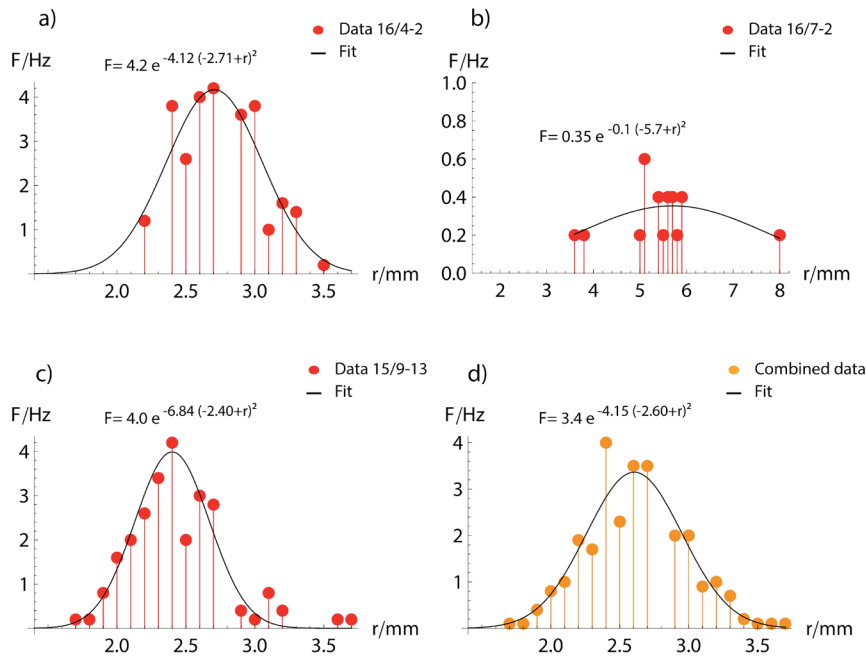 a)
Data 16/4-2
Fit
F/Hz
F= 4.2 e^-4.12 (-2.71+r)²
4
3
2
1
2.0 2.5 3.0 3.5
r/mm
b)
Data 16/7-2
Fit
F/Hz
F= 0.35 e^-0.1 (-5.7+r)²
1.0
0.8
0.6
0.4
0.2
0.0
2 3 4 5 6 7 8
r/mm
c)
Data 15/9-13
Fit
F/Hz
F= 4.0 e^-6.84 (-2.40+r)²
4
3
2
1
2.0 2.5 3.0 3.5
r/mm
d)
Combined data
Fit
F/Hz
F= 3.4 e^-4.15 (-2.60+r)²
4
3
2
1
2.0 2.5 3.0 3.5
r/mm